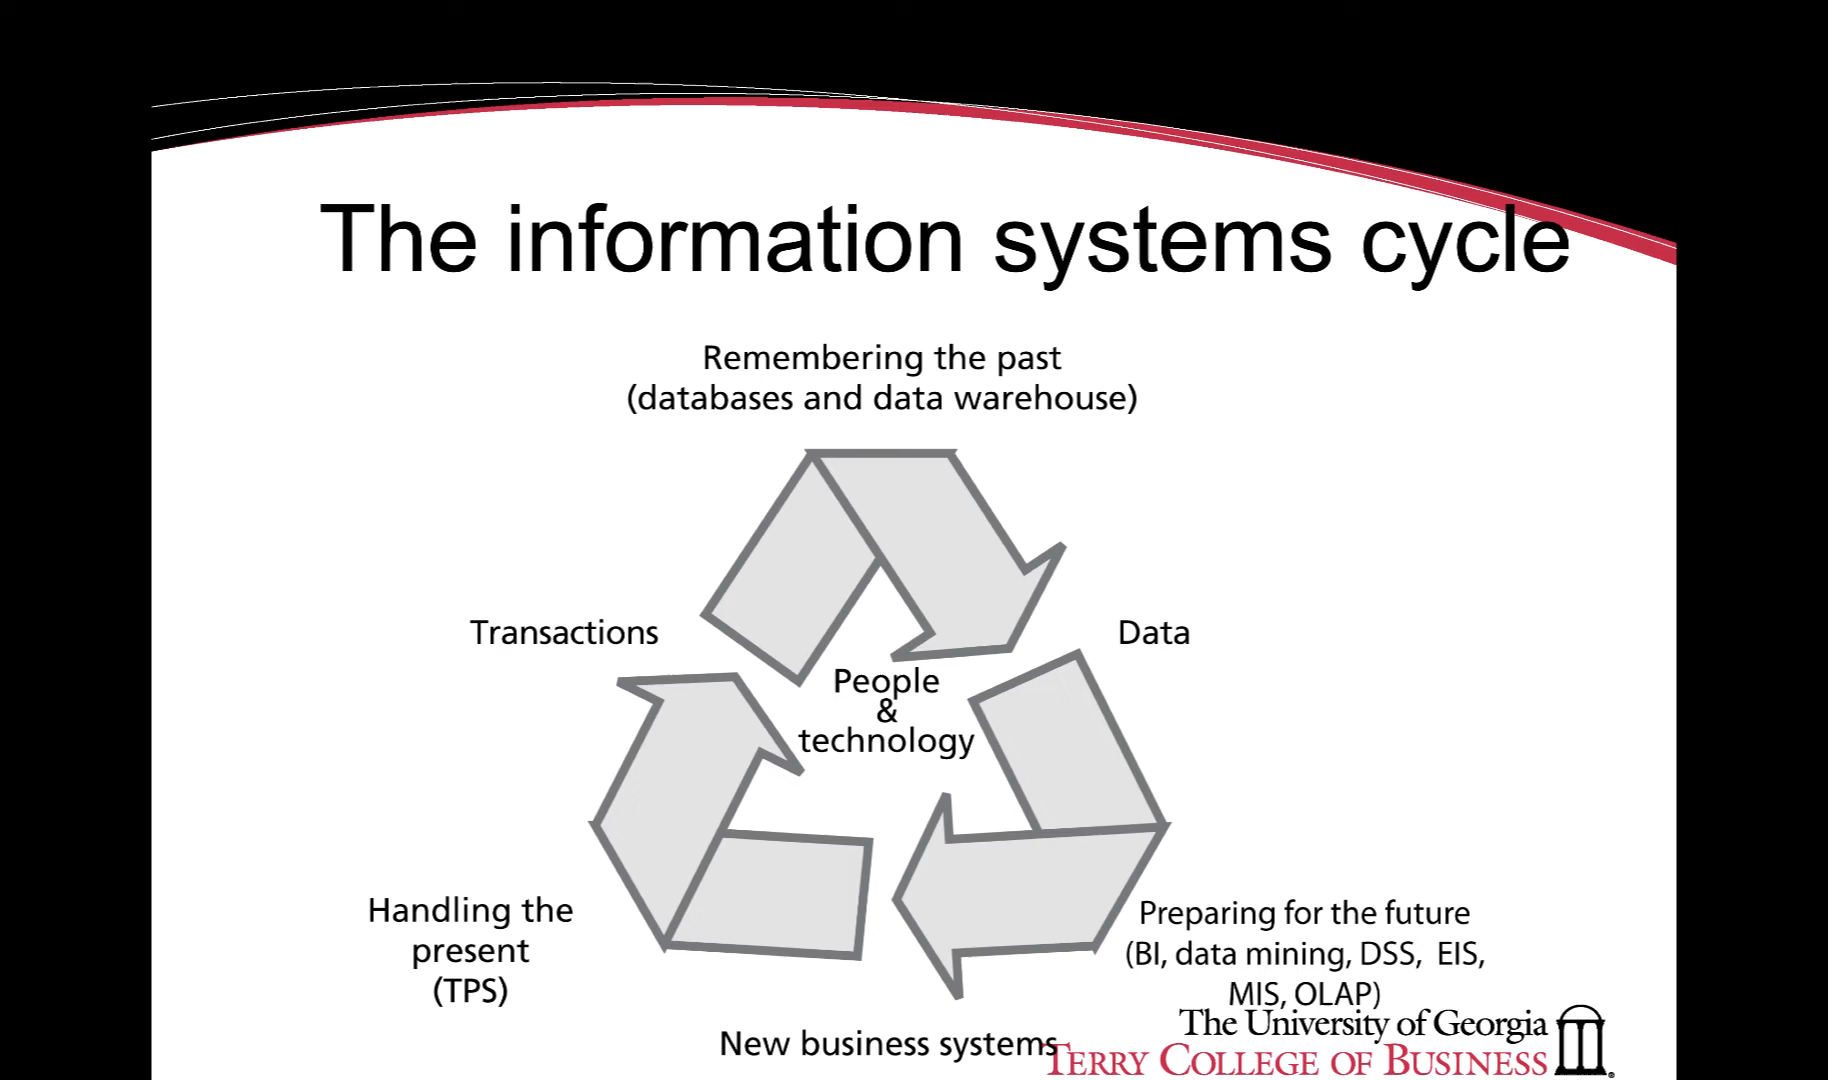 The information systems cycle
Remembering the past
(databases and data warehouse)
Transactions
Data
People
&
technology
Handling the
present
(TPS)
Preparing for the future
(BI, data mining, DSS,  EIS,
MIS, OLAP)
New business systems
The University of Georgia
TERRY COLLEGE OF BUSINESS